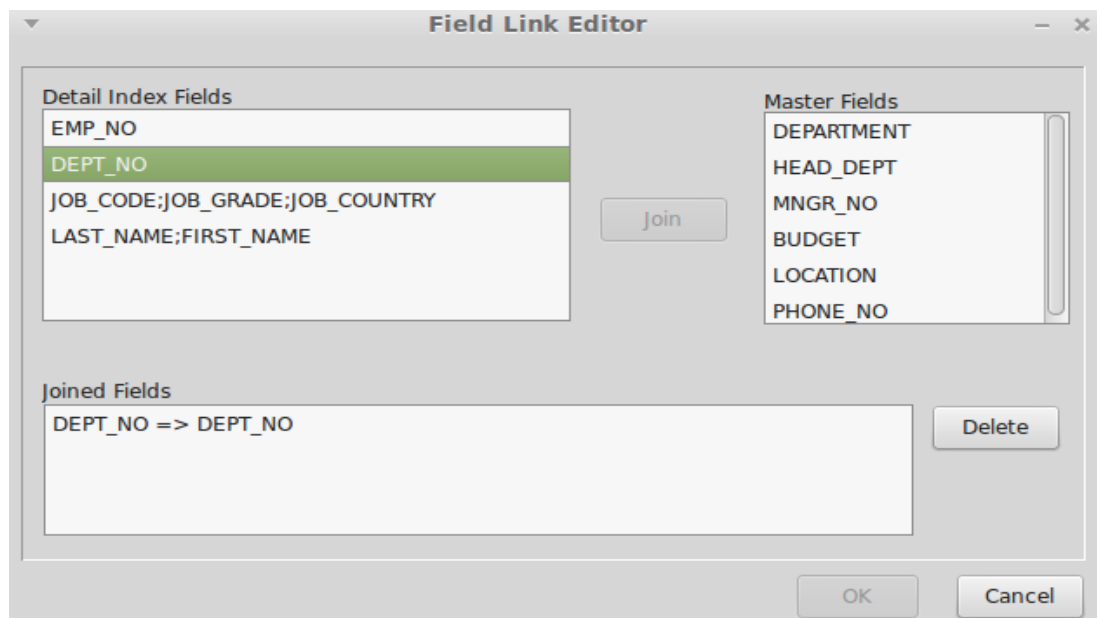 Field Link Editor
Detail Index Fields
EMP_NO
DEPT_NO
JOB_CODE;JOB_GRADE;JOB_COUNTRY
LAST_NAME;FIRST_NAME
Join
Master Fields
DEPARTMENT
HEAD_DEPT
MNGR_NO
BUDGET
LOCATION
PHONE_NO
Joined Fields
DEPT_NO => DEPT_NO
Delete
OK
Cancel